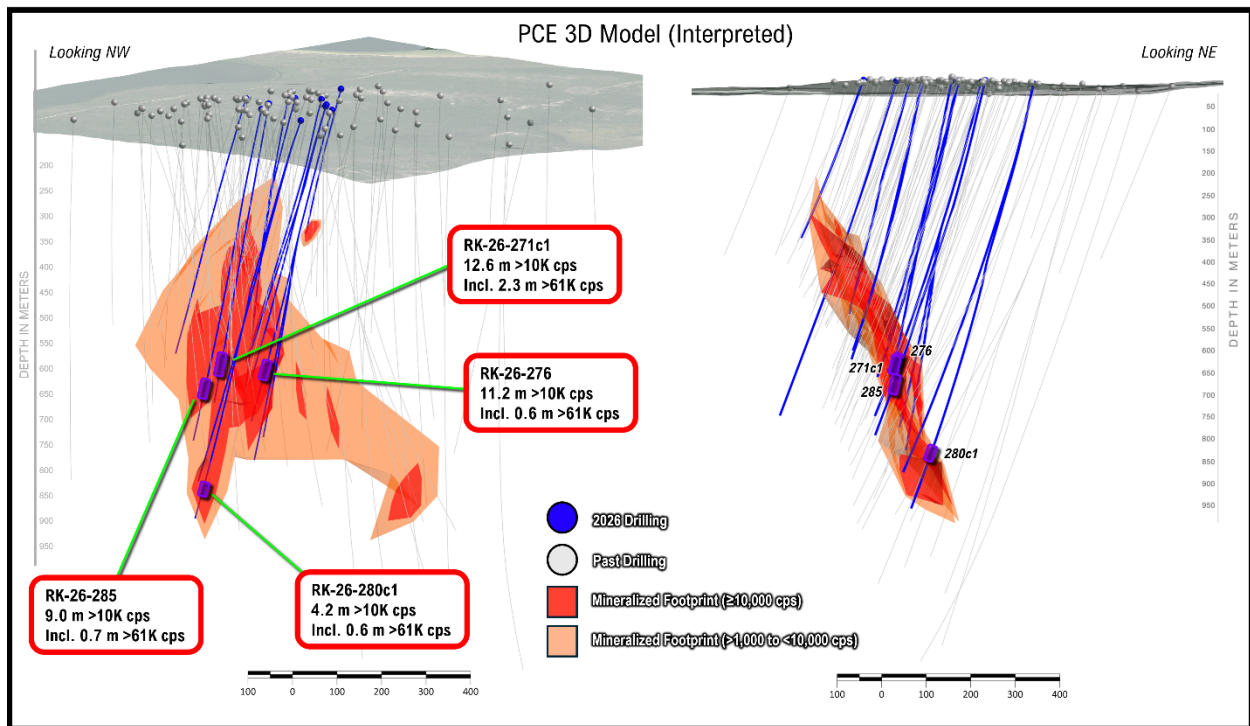 PCE 3D Model (Interpreted)
Looking NW
Looking NE
DEPTH IN METERS
200
250
300
350
400
450
500
550
600
650
700
750
800
850
900
950
RK-26-271c1
12.6 m >10K cps
Incl. 2.3 m >61K cps
RK-26-276
11.2 m >10K cps
Incl. 0.6 m >61K cps
RK-26-285
9.0 m >10K cps
Incl. 0.7 m >61K cps
RK-26-280c1
4.2 m >10K cps
Incl. 0.6 m >61K cps
100 0 100 200 300 400
2026 Drilling
Past Drilling
Mineralized Footprint (≥10,000 cps)
Mineralized Footprint (>1,000 to <10,000 cps)
276
271c1
285
280c1
50
100
150
200
250
300
350
400
450
500
550
600
650
700
750
800
850
900
950
DEPTH IN METERS
100 0 100 200 300 400